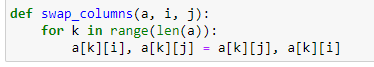 def swap_columns(a, i, j):
    for k in range(len(a)):
        a[k][i], a[k][j] = a[k][j], a[k][i]